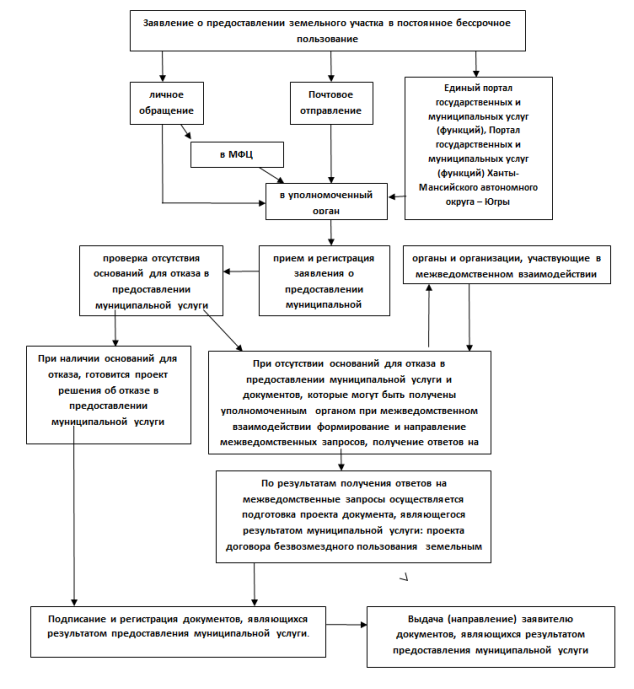 Заявление о предоставлении земельного участка в постоянное бессрочное
пользование
личное
обращение
Почтовое
отправление
Единый портал
государственных и
муниципальных услуг
(функций), Портал
государственных и
муниципальных услуг
(функций) Ханты-
Мансийского автономного
округа – Югры
в МФЦ
в уполномоченный
орган
проверка отсутствия
оснований для отказа в
предоставлении
муниципальной услуги
прием и регистрация
заявления о
предоставлении
муниципальной
органы и организации, участвующие в
межведомственном взаимодействии
При наличии оснований для
отказа, готовится проект
решения об отказе в
предоставлении
муниципальной услуги
При отсутствии оснований для отказа в
предоставлении муниципальной услуги и
документов, которые могут быть получены
уполномоченным органом при межведомственном
взаимодействии формирование и направление
межведомственных запросов, получение ответов на
По результатам получения ответов на
межведомственные запросы осуществляется
подготовка проекта документа, являющегося
результатом муниципальной услуги: проекта
договора безвозмездного пользования земельным
Подписание и регистрация документов, являющихся
результатом предоставления муниципальной услуги.
Выдача (направление) заявителю
документов, являющихся результатом
предоставления муниципальной услуги